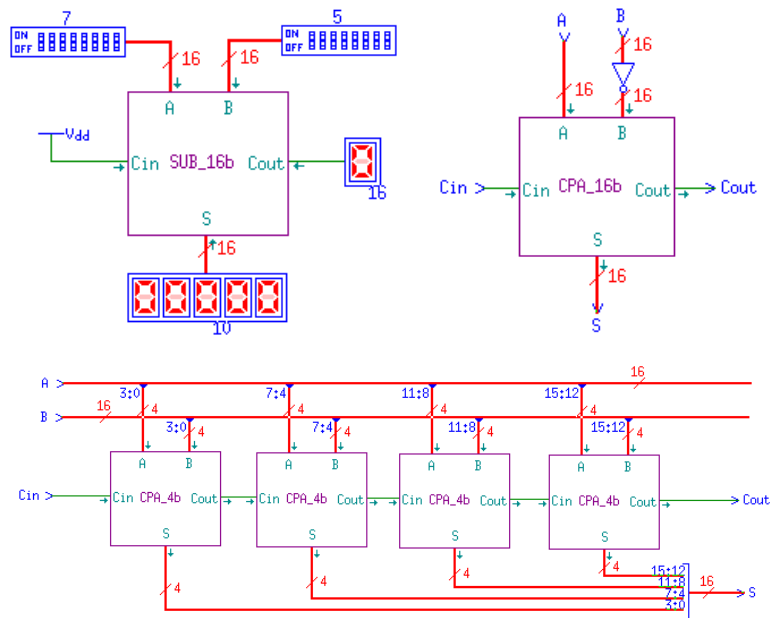 7
5
ON
OFF
ON
OFF
16
16
A
B
Vdd
Cin
SUB_16b
Cout
16
S
16
10
A
B
16
16
16
A
B
Cin
Cin
CPA_16b
Cout
Cout
S
16
S
A
3:0
7:4
11:8
15:12
16
4
4
4
4
B
16
3:0
4
7:4
4
11:8
4
15:12
4
A
B
A
B
A
B
A
B
Cin
Cin
CPA_4b
Cout
Cin
CPA_4b
Cout
Cin
CPA_4b
Cout
Cin
CPA_4b
Cout
Cout
S
S
S
S
4
4
4
4
15:12
11:8
7:4
3:0
16
S